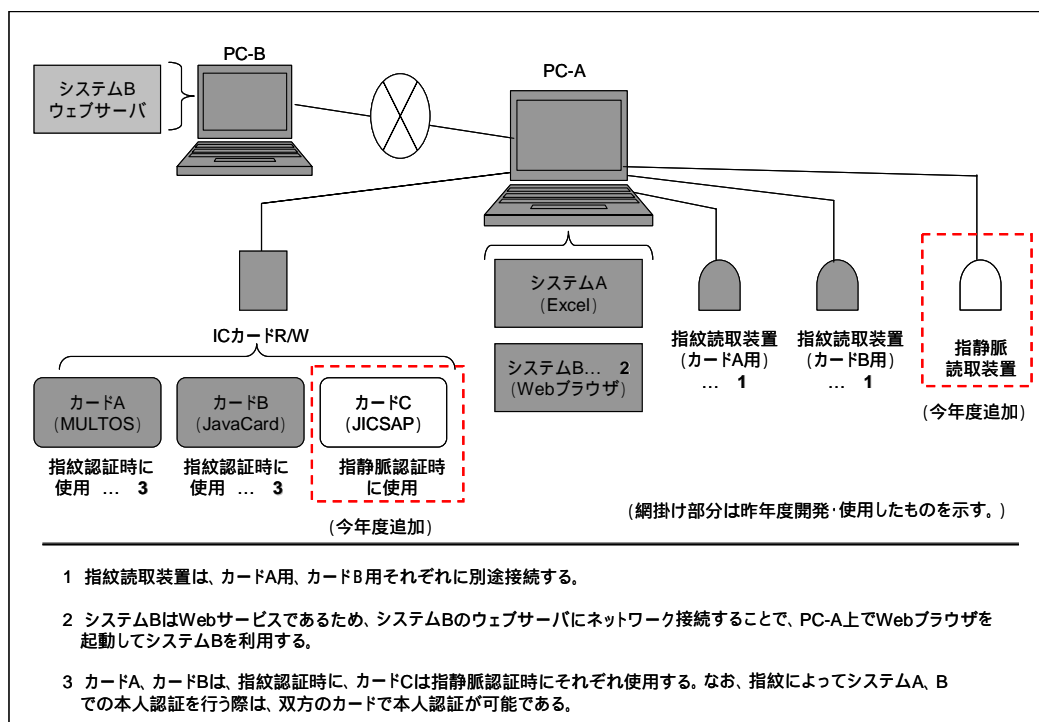 PC-B
PC-A
システムB
ウェブサーバ
システムA
(Excel)
システムB… 2
(Webブラウザ)
指紋読取装置
(カードA用)
… 1
指紋読取装置
(カードB用)
… 1
指静脈
読取装置
(今年度追加)
ICカードR/W
カードA
(MULTOS)
カードB
(JavaCard)
カードC
(JICSAP)
指紋認証時に
使用 … 3
指紋認証時に
使用 … 3
指静脈認証時
に使用
(今年度追加)
(網掛け部分は昨年度開発・使用したものを示す。)
1 指紋読取装置は、カードA用、カードB用それぞれに別途接続する。
2 システムBはWebサービスであるため、システムBのウェブサーバにネットワーク接続することで、PC-A上でWebブラウザを
起動してシステムBを利用する。
3 カードA、カードBは、指紋認証時に、カードCは指静脈認証時にそれぞれ使用する。なお、指紋によってシステムA、B
での本人認証を行う際は、双方のカードで本人認証が可能である。